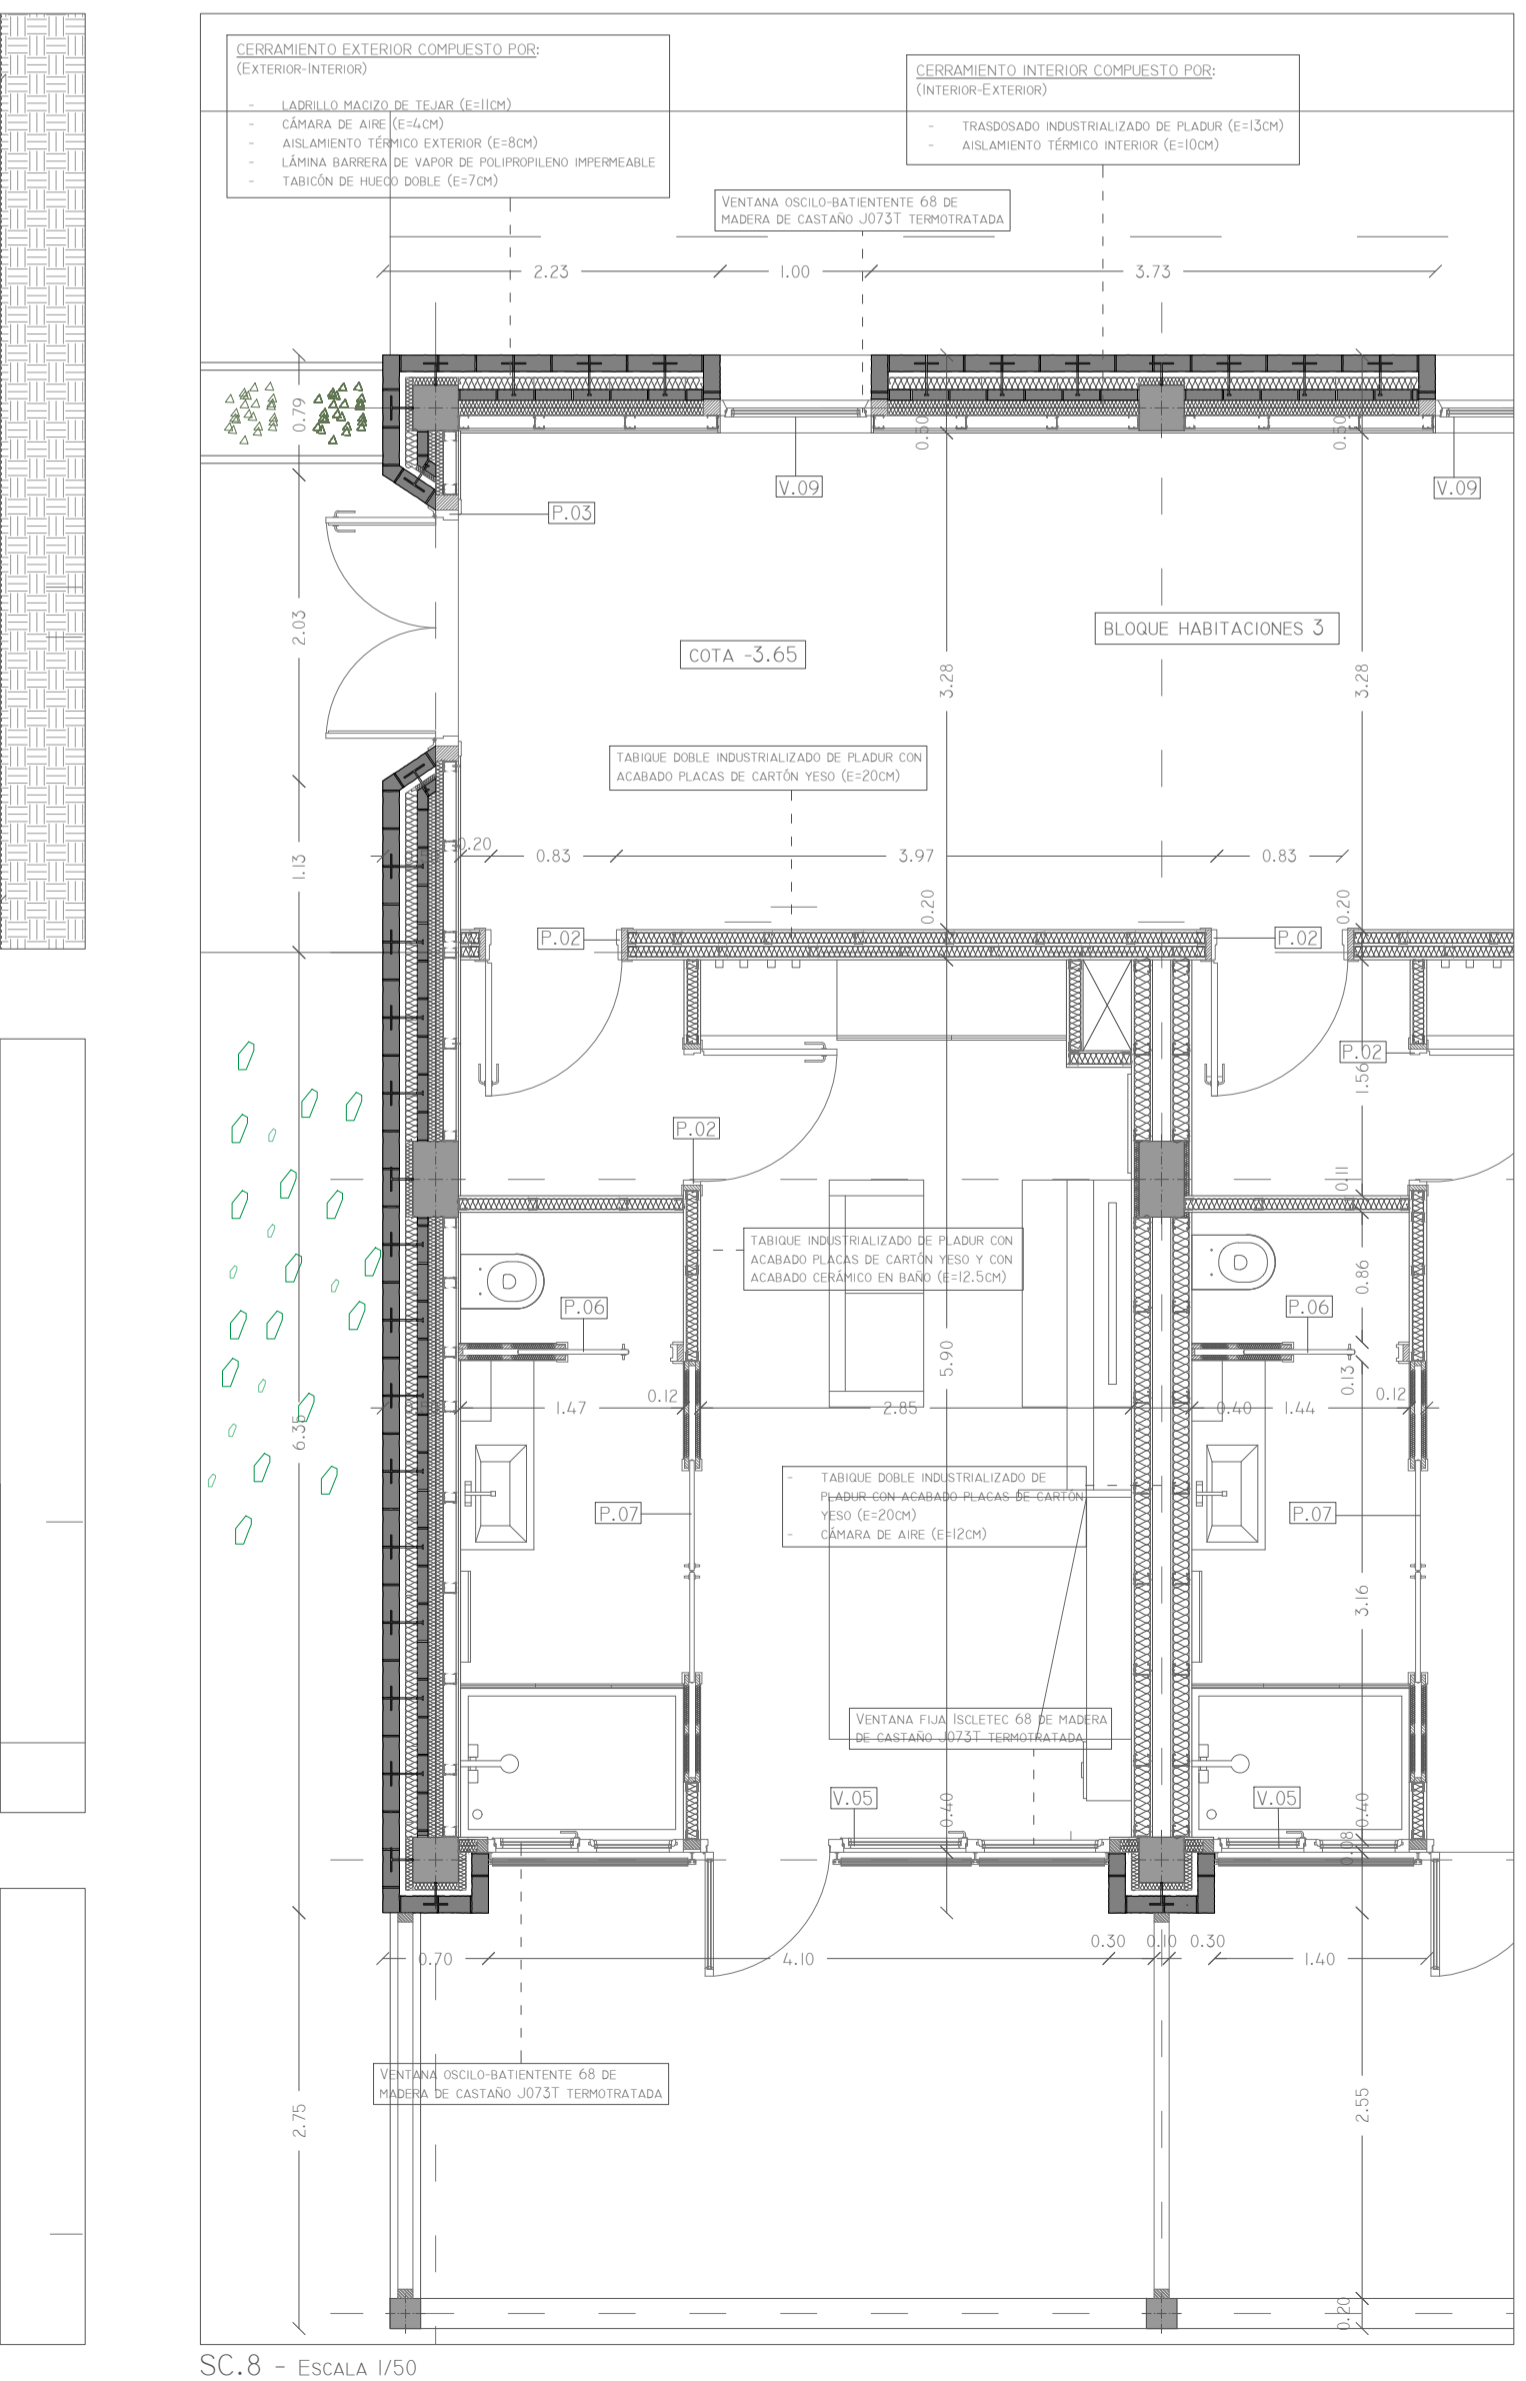 CERRAMIENTO EXTERIOR COMPUESTO POR:
(EXTERIOR-INTERIOR)
- LADRILLO MACIZO DE TEJAR (E=11CM)
- CÁMARA DE AIRE (E=4CM)
- AISLAMIENTO TÉRMICO EXTERIOR (E=8CM)
- LÁMINA BARRERA DE VAPOR DE POLIPROPILENO IMPERMEABLE
- TABICÓN DE HUECO DOBLE (E=7CM)
CERRAMIENTO INTERIOR COMPUESTO POR:
(INTERIOR-EXTERIOR)
- TRASDOSADO INDUSTRIALIZADO DE PLADUR (E=13CM)
- AISLAMIENTO TÉRMICO INTERIOR (E=10CM)
VENTANA OSCILO-BATIENTENTE 68 DE
MADERA DE CASTAÑO J073T TERMOTRATADA
2.23
1.00
3.73
0.79
0.50
0.50
V.09
V.09
P.03
2.03
BLOQUE HABITACIONES 3
COTA -3.65
3.28
3.28
TABIQUE DOBLE INDUSTRIALIZADO DE PLADUR CON
ACABADO PLACAS DE CARTÓN YESO (E=20CM)
1.13
0.20
0.83
3.97
0.83
0.20
0.20
P.02
P.02
P.02
1.56
P.02
0.11
TABIQUE INDUSTRIALIZADO DE PLADUR CON
ACABADO PLACAS DE CARTÓN YESO Y CON
ACABADO CERÁMICO EN BAÑO (E=12.5CM)
0.86
P.06
P.06
5.90
0.13
6.35
1.47
0.12
2.85
0.40
1.44
0.12
- TABIQUE DOBLE INDUSTRIALIZADO DE
PLADUR CON ACABADO PLACAS DE CARTÓN
YESO (E=20CM)
- CÁMARA DE AIRE (E=12CM)
P.07
P.07
3.16
VENTANA FIJA ISCLETEC 68 DE MADERA
DE CASTAÑO J073T TERMOTRATADA
V.05
V.05
0.40
0.40
0.08
0.70
4.10
0.30
0.10
0.30
1.40
VENTANA OSCILO-BATIENTENTE 68 DE
MADERA DE CASTAÑO J073T TERMOTRATADA
2.75
2.55
0.20
SC.8 - ESCALA 1/50